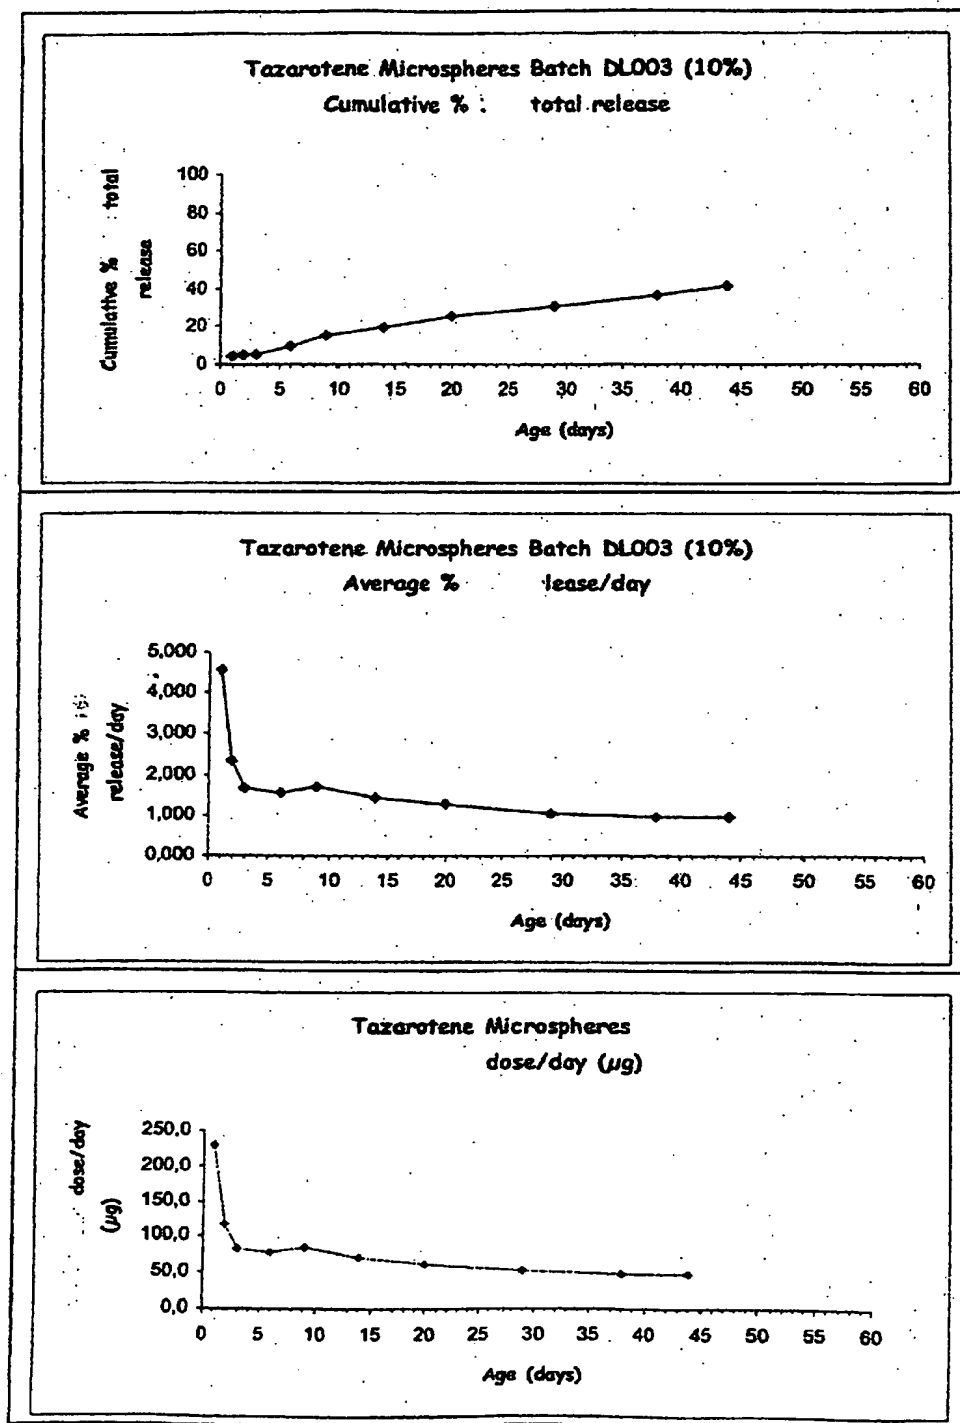 Tazarotene Microspheres Batch DL003 (10%)
Cumulative % : total release
Cumulative % : total
release
100
80
60
40
20
0
0 5 10 15 20 25 30 35 40 45 50 55 60
Age (days)
Tazarotene Microspheres Batch DL003 (10%)
Average % lease/day
Average %
release/day
5,000
4,000
3,000
2,000
1,000
0,000
0 5 10 15 20 25 30 35 40 45 50 55 60
Age (days)
Tazarotene Microspheres
dose/day (µg)
dose/day
(µg)
250,0
200,0
150,0
100,0
50,0
0,0
0 5 10 15 20 25 30 35 40 45 50 55 60
Age (days)